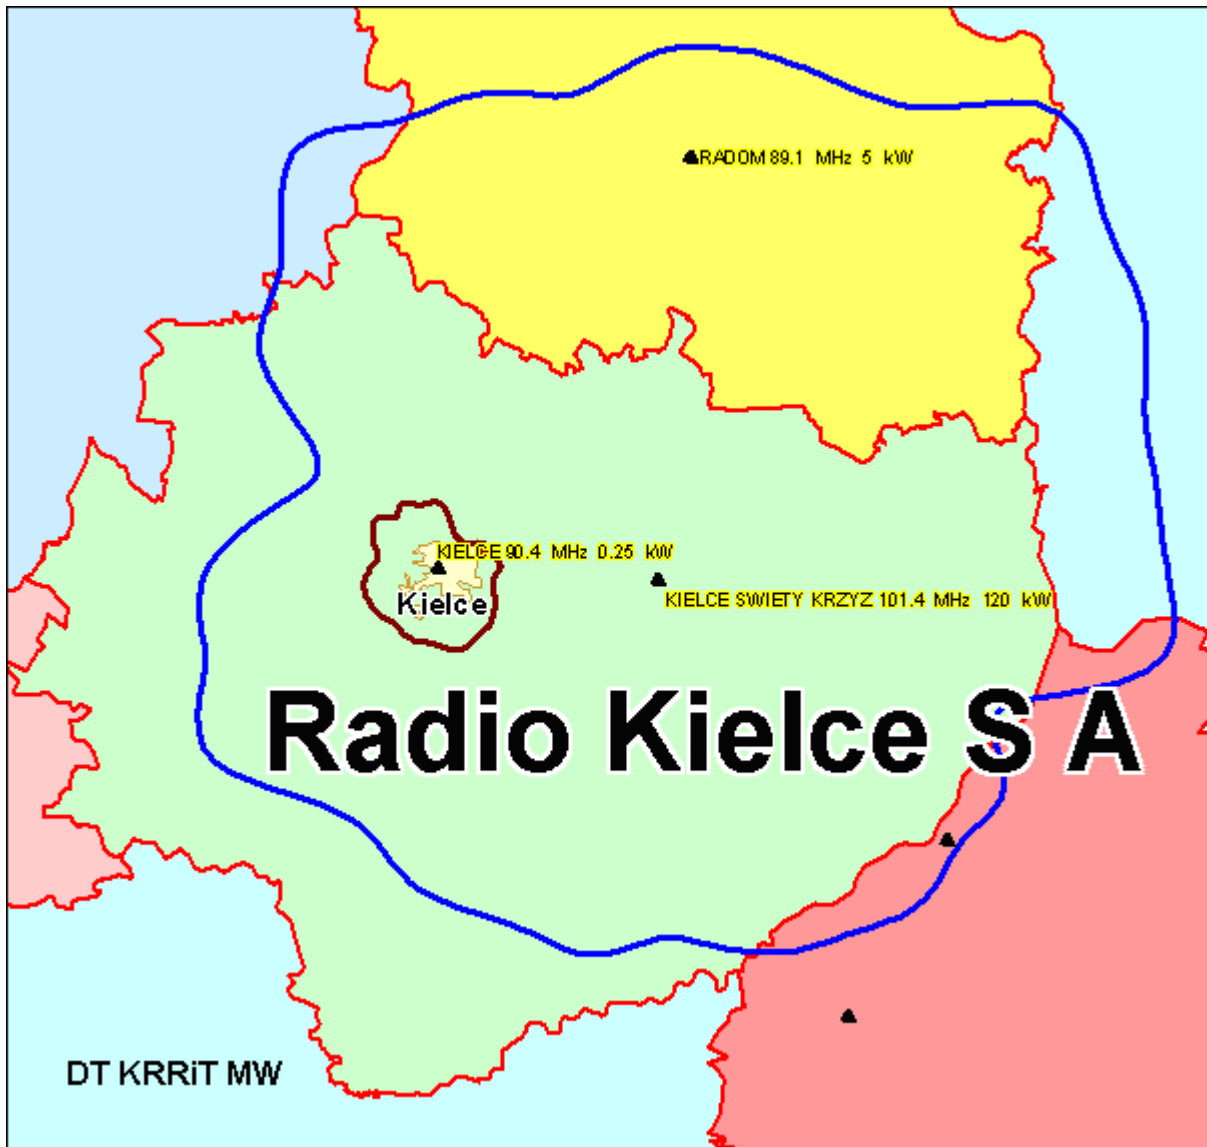 RADOM 89.1 MHz 5 kW
KIELCE 90.4 MHz 0.25 kW
Kielce
KIELCE SWIETY KRZYZ 101.4 MHz 120 kW
Radio Kielce S A
DT KRRiT MW